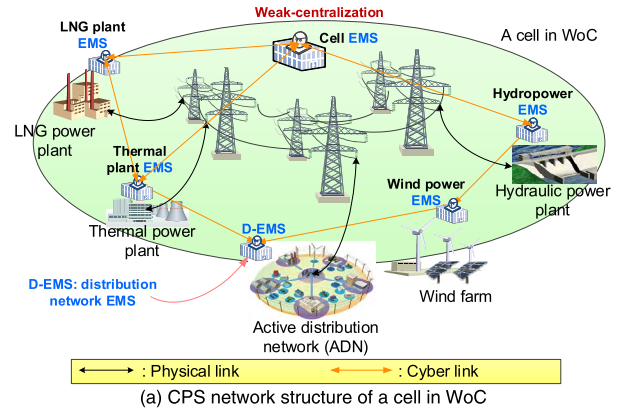 Weak-centralization
LNG plant
EMS
Cell EMS
A cell in WoC
Hydropower
EMS
LNG power
plant
Thermal
plant EMS
Wind power
EMS
Hydraulic power
plant
Thermal power
plant
D-EMS
D-EMS: distribution
network EMS
Wind farm
Active distribution
network (ADN)
: Physical link
: Cyber link
(a) CPS network structure of a cell in WoC